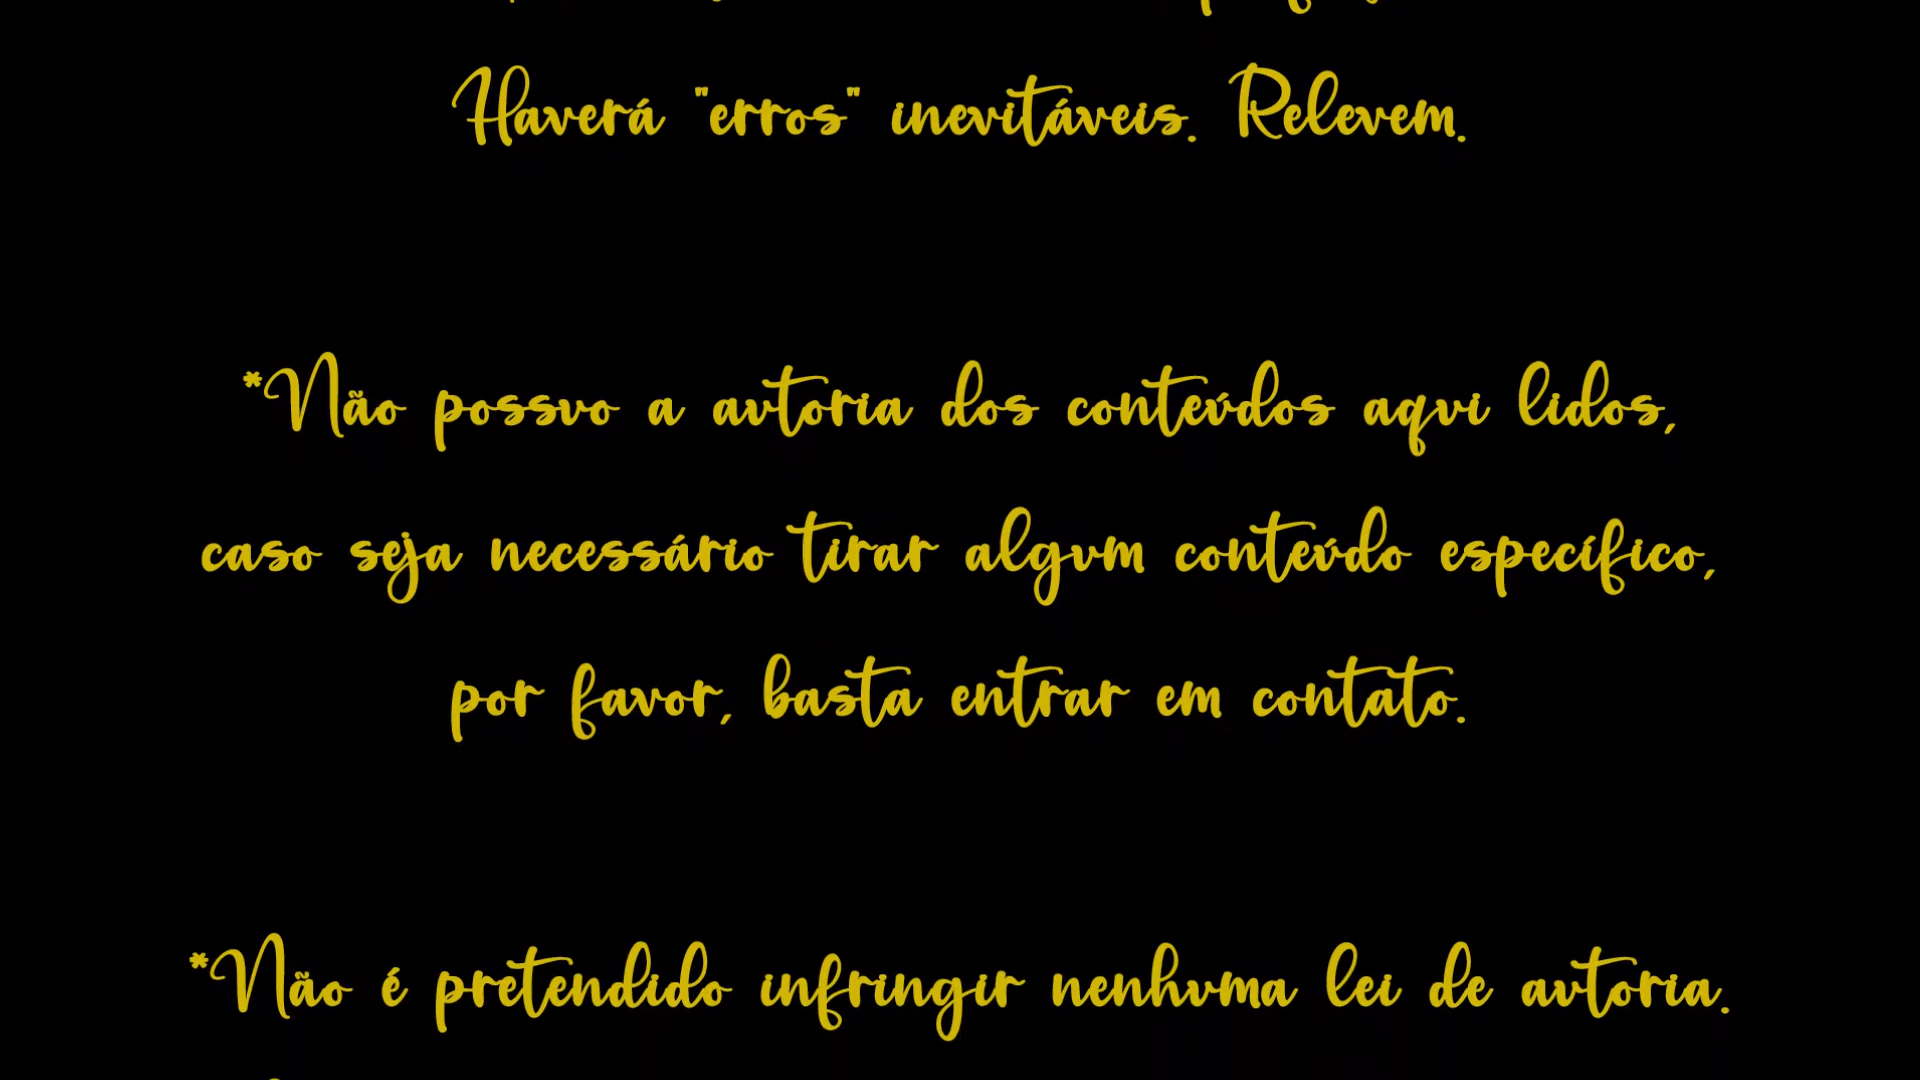 Haverá "erros" inevitáveis. Relevem.
*Não possuo a autoria dos conteúdos aqui lidos,
caso seja necessário tirar algum conteúdo específico,
por favor, basta entrar em contato.
*Não é pretendido infringir nenhuma lei de autoria.